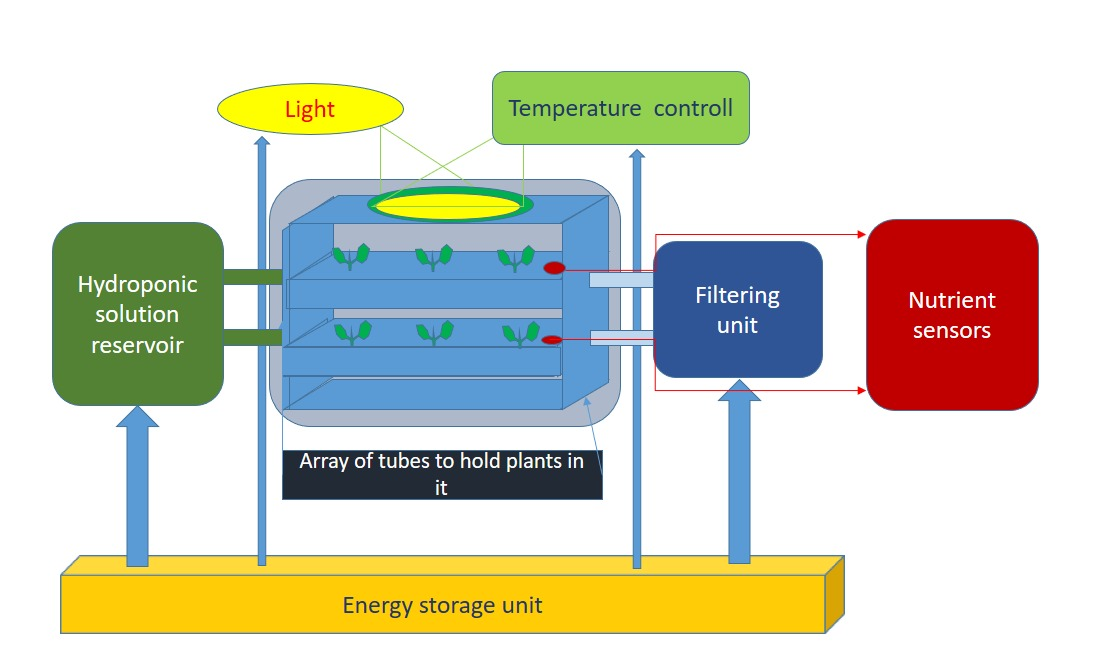 Light
Temperature  controll
Hydroponic
solution
reservoir
Filtering
unit
Nutrient
sensors
Array of tubes to hold plants in
it
Energy storage unit